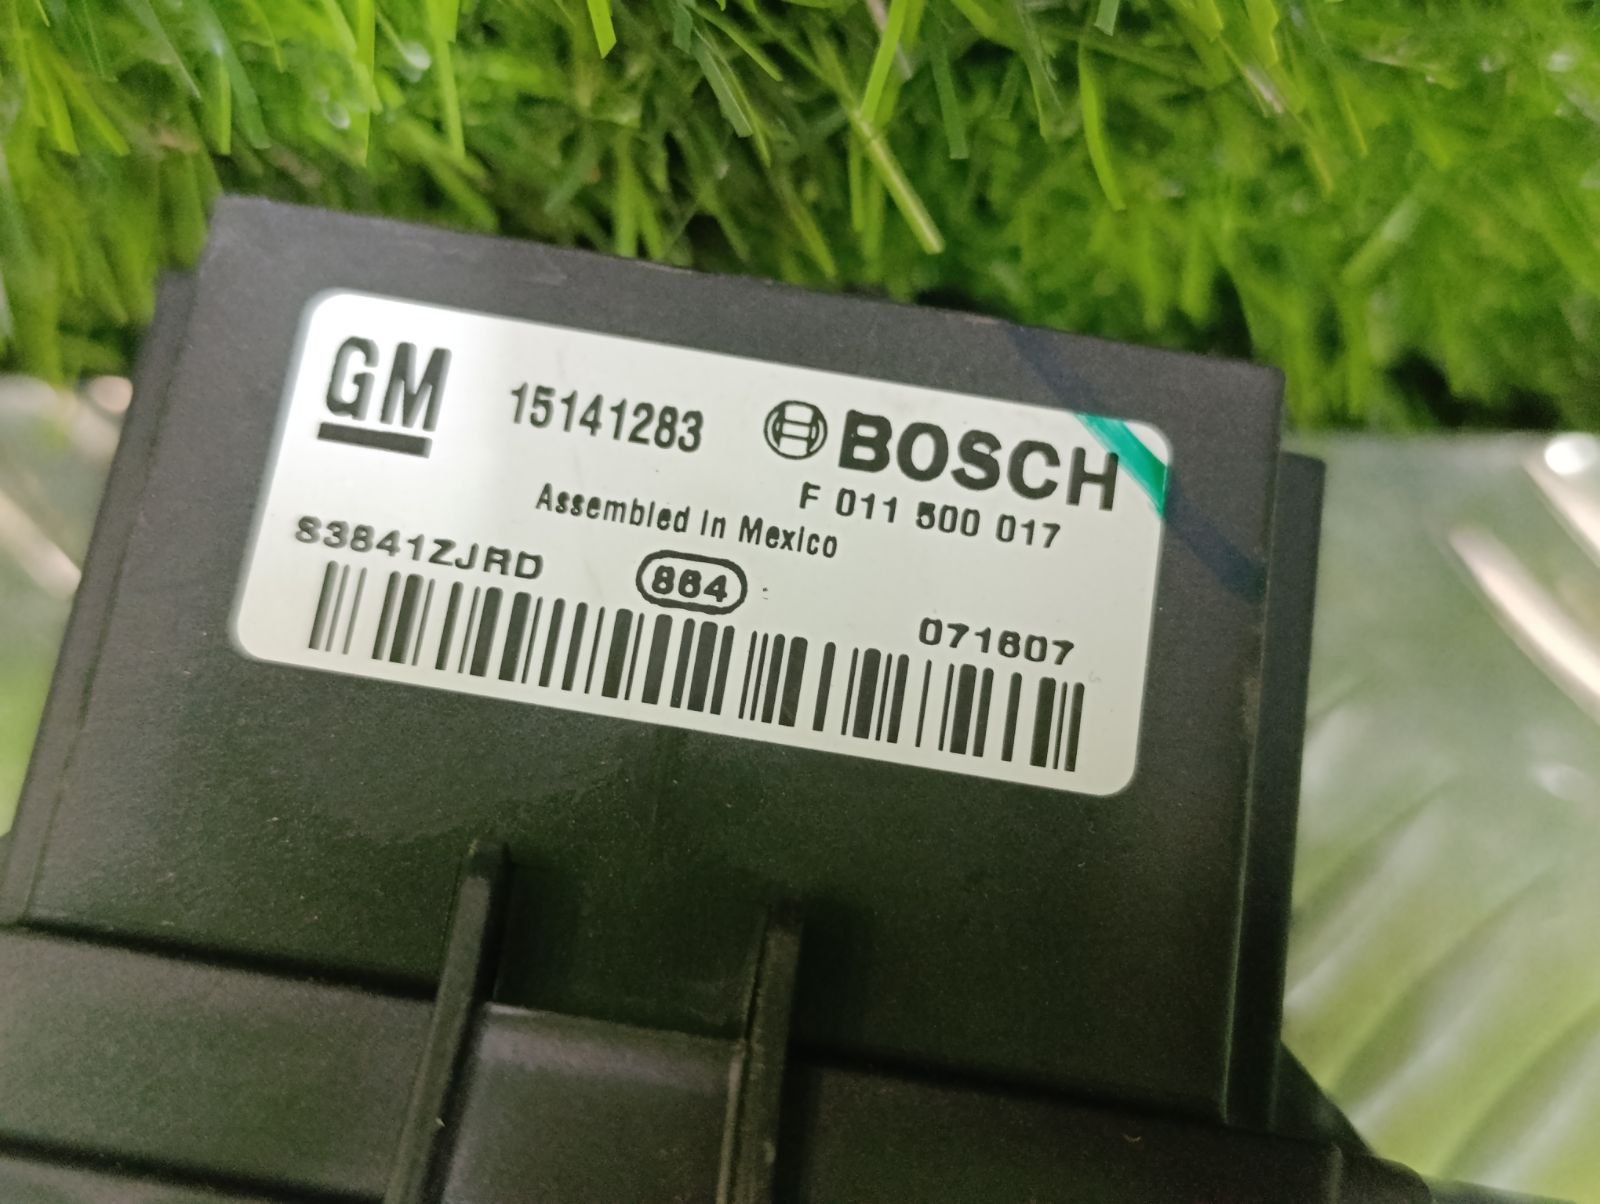 GM 15141283 BOSCH
F 011 500 017
Assembled in Mexico
S3841ZJRD
864
071607